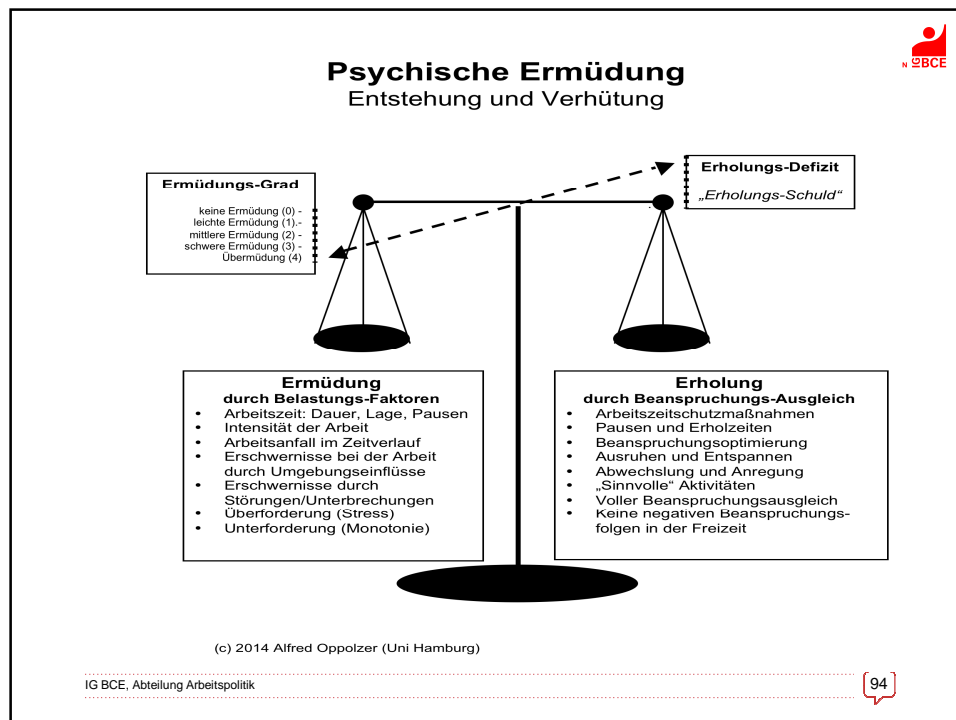 Psychische Ermüdung
Entstehung und Verhütung
N
IGBCE
Ermüdungs-Grad
keine Ermüdung (0) -
leichte Ermüdung (1).-
mittlere Ermüdung (2) -
schwere Ermüdung (3) -
Übermüdung (4)
Erholungs-Defizit
„Erholungs-Schuld“
Ermüdung
durch Belastungs-Faktoren
• Arbeitszeit: Dauer, Lage, Pausen
• Intensität der Arbeit
• Arbeitsanfall im Zeitverlauf
• Erschwernisse bei der Arbeit
durch Umgebungseinflüsse
• Erschwernisse durch
Störungen/Unterbrechungen
• Überforderung (Stress)
• Unterforderung (Monotonie)
Erholung
durch Beanspruchungs-Ausgleich
• Arbeitszeitschutzmaßnahmen
• Pausen und Erholzeiten
• Beanspruchungsoptimierung
• Ausruhen und Entspannen
• Abwechslung und Anregung
• „Sinnvolle“ Aktivitäten
• Voller Beanspruchungsausgleich
• Keine negativen Beanspruchungs-
folgen in der Freizeit
(c) 2014 Alfred Oppolzer (Uni Hamburg)
IG BCE, Abteilung Arbeitspolitik
94